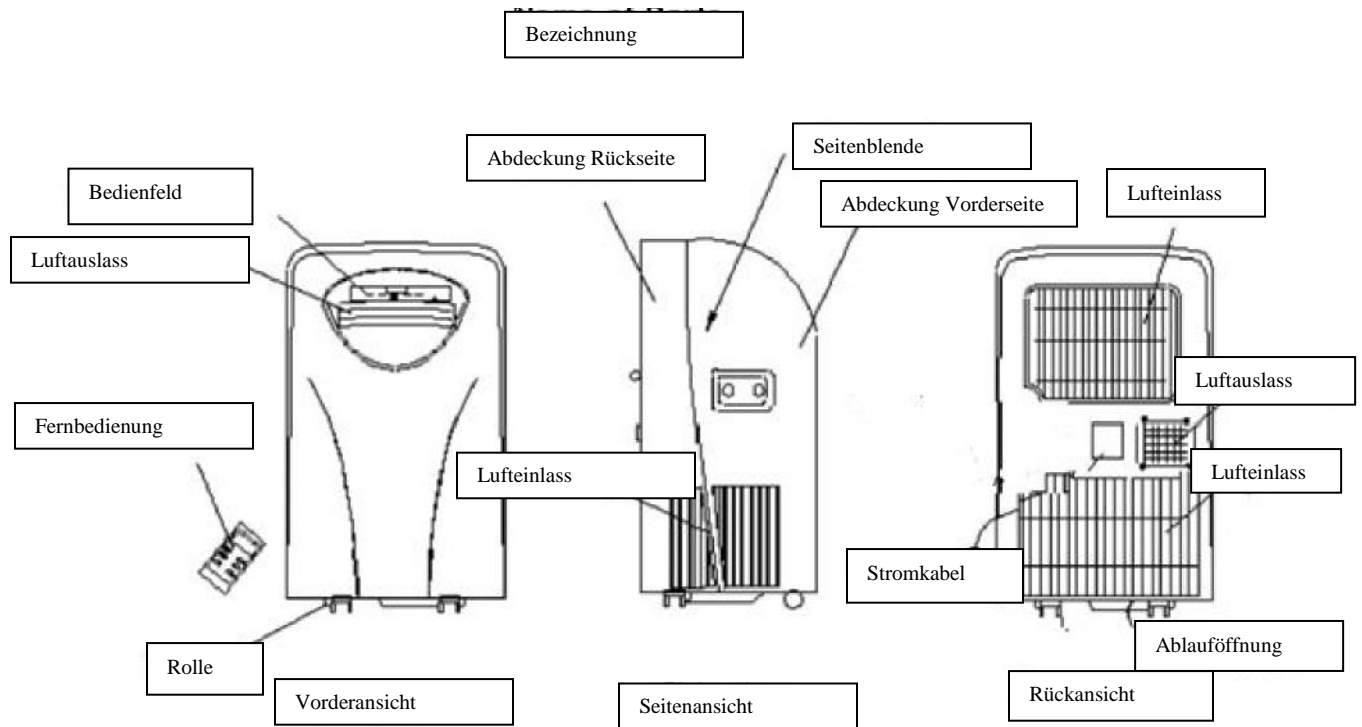 Bezeichnung
Abdeckung Rückseite
Seitenblende
Bedienfeld
Abdeckung Vorderseite
Lufteinlass
Luftauslass
Luftauslass
Fernbedienung
Lufteinlass
Lufteinlass
Stromkabel
Rolle
Ablauföffnung
Vorderansicht
Seitenansicht
Rückansicht